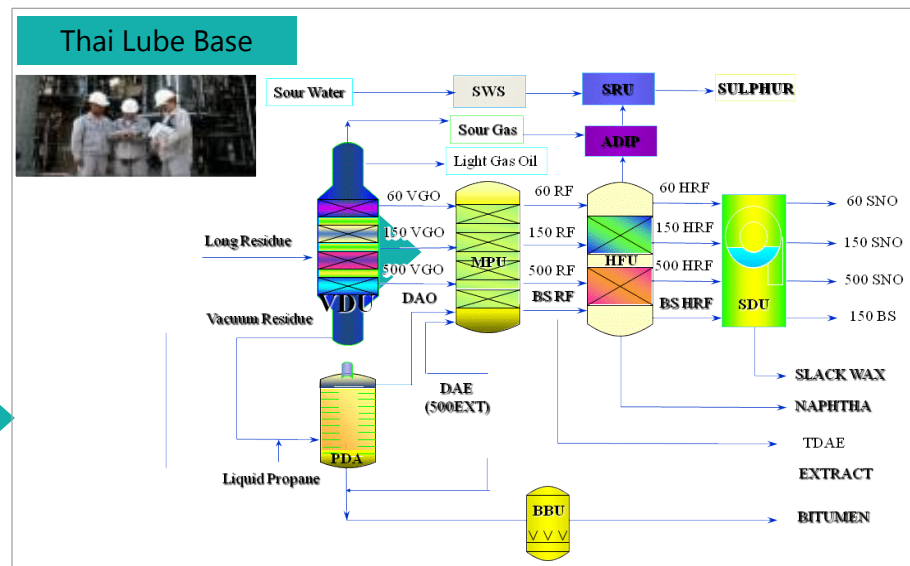 Thai Lube Base
Sour Water
SWS
SRU
SULPHUR
Sour Gas
ADIP
Light Gas Oil
60 VGO
60 RF
60 HRF
60 SNO
Long Residue
150 VGO
150 RF
150 HRF
150 SNO
MPU
HFU
500 VGO
500 RF
500 HRF
500 SNO
VDU
DAO
BS RF
BS HRF
SDU
150 BS
Vacuum Residue
SLACK WAX
DAE
(500EXT)
NAPHTHA
TDAE
PDA
Liquid Propane
EXTRACT
BBU
BITUMEN